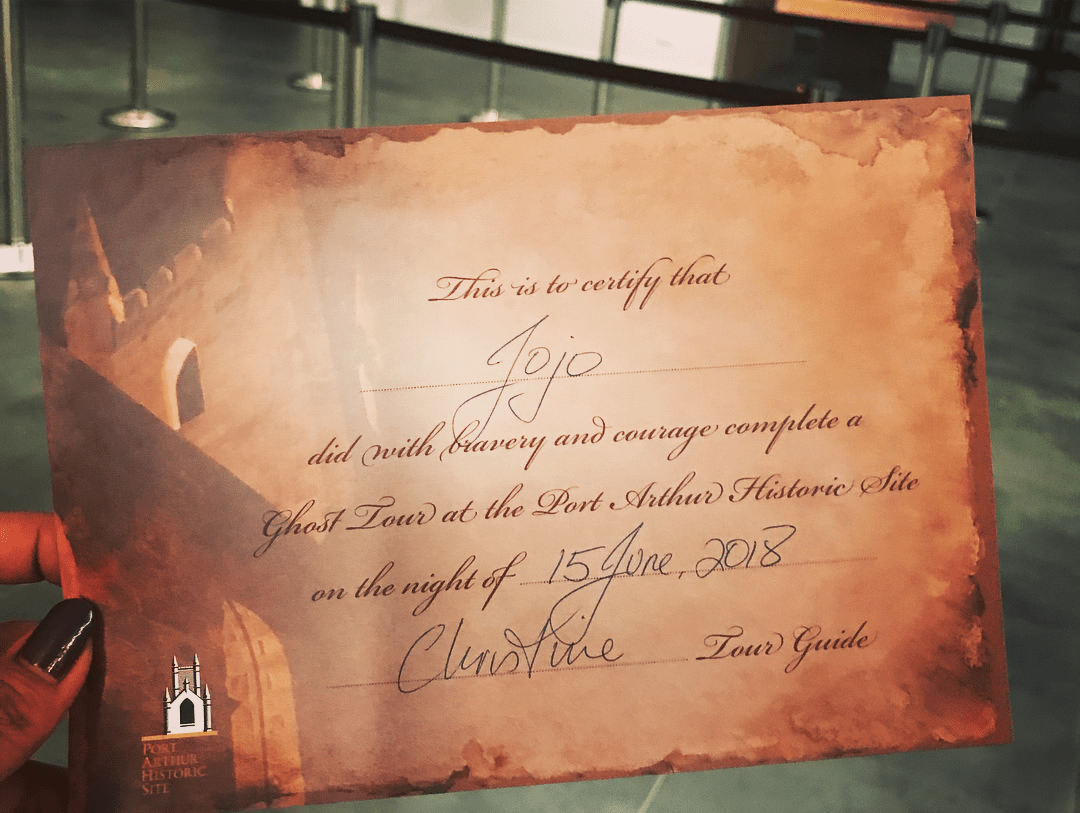 This is to certify that
Jojo
did with bravery and courage complete a
Ghost Tour at the Port Arthur Historic Site
on the night of 15 June, 2018
Christine Tour Guide
PORT
ARTHUR
HISTORIC
SITE